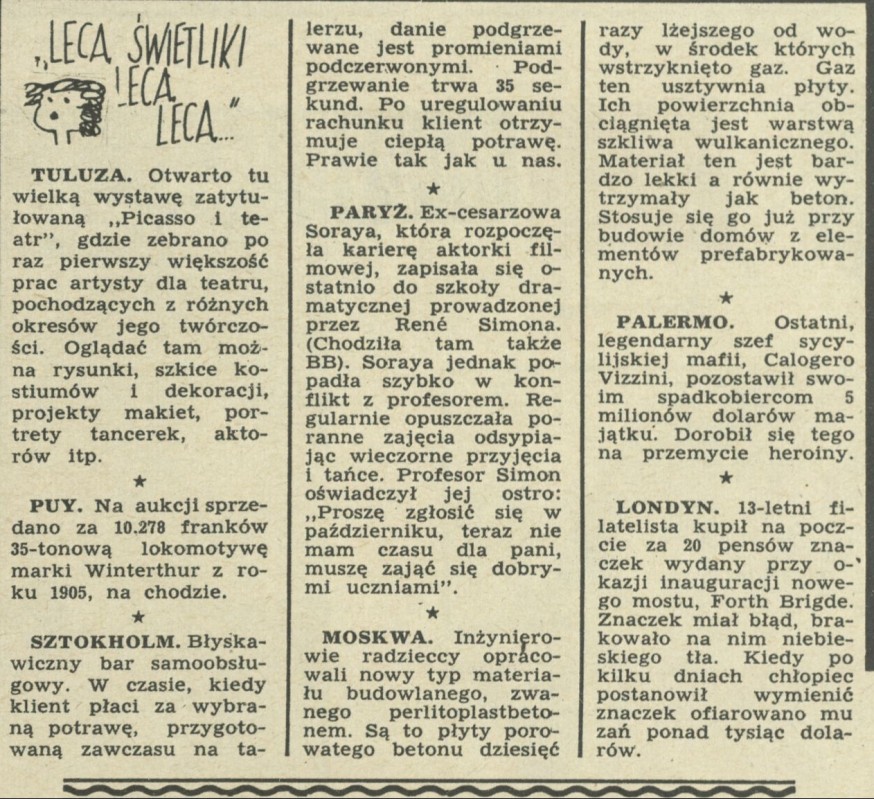 „LECĄ ŚWIETLIKI
LECĄ
LECĄ..."
TULUZA. Otwarto tu
wielką wystawę zatytu-
łowaną „Picasso i te-
atr", gdzie zebrano po
raz pierwszy większość
prac artysty dla teatru,
pochodzących z różnych
okresów jego twórczo-
ści. Oglądać tam moż-
na rysunki, szkice ko-
stiumów i dekoracji,
projekty makiet, por-
trety tancerek, akto-
rów itp.
★
PUY. Na aukcji sprze-
dano za 10.278 franków
35-tonową lokomotywę
marki Winterthur z ro-
ku 1905, na chodzie.
★
SZTOKHOLM. Błyska-
wiczny bar samoobsłu-
gowy. W czasie, kiedy
klient płaci za wybra-
ną potrawę, przygoto-
waną zawczasu na ta-
lerzu, danie podgrze-
wane jest promieniami
podczerwonymi. Pod-
grzewanie trwa 35 se-
kund. Po uregulowaniu
rachunku klient otrzy-
muje ciepłą potrawę.
Prawie tak jak u nas.
★
PARYŻ. Ex-cesarzowa
Soraya, która rozpoczę-
ła karierę aktorki fil-
mowej, zapisała się o-
statnio do szkoły dra-
matycznej prowadzonej
przez René Simona.
(Chodziła tam także
BB). Soraya jednak po-
padła szybko w kon-
flikt z profesorem. Re-
gularnie opuszczała po-
ranne zajęcia odsypia-
jąc wieczorne przyjęcia
i tańce. Profesor Simon
oświadczył jej ostro:
„Proszę zgłosić się w
październiku, teraz nie
mam czasu dla pani,
muszę zająć się dobry-
mi uczniami".
★
MOSKWA. Inżyniero-
wie radzieccy opraco-
wali nowy typ materia-
łu budowlanego, zwa-
nego perlitoplastbeto-
nem. Są to płyty poro-
watego betonu dziesięć
razy lżejszego od wo-
dy, w środek których
wstrzyknięto gaz. Gaz
ten usztywnia płyty.
Ich powierzchnia ob-
ciągnięta jest warstwą
szkliwa wulkanicznego.
Materiał ten jest bar-
dzo lekki a równie wy-
trzymały jak beton.
Stosuje się go już przy
budowie domów z ele-
mentów prefabrykowa-
nych.
★
PALERMO. Ostatni,
legendarny szef sycy-
lijskiej mafii, Calogero
Vizzini, pozostawił swo-
im spadkobiercom 5
milionów dolarów ma-
jątku. Dorobił się tego
na przemycie heroiny.
★
LONDYN. 13-letni fi-
latelista kupił na pocz-
cie za 20 pensów zna-
czek wydany przy o-
kazji inauguracji nowe-
go mostu, Forth Brigde.
Znaczek miał błąd, bra-
kowało na nim niebie-
skiego tła. Kiedy po
kilku dniach chłopiec
postanowił wymienić
znaczek ofiarowano mu
zań ponad tysiąc dola-
rów.